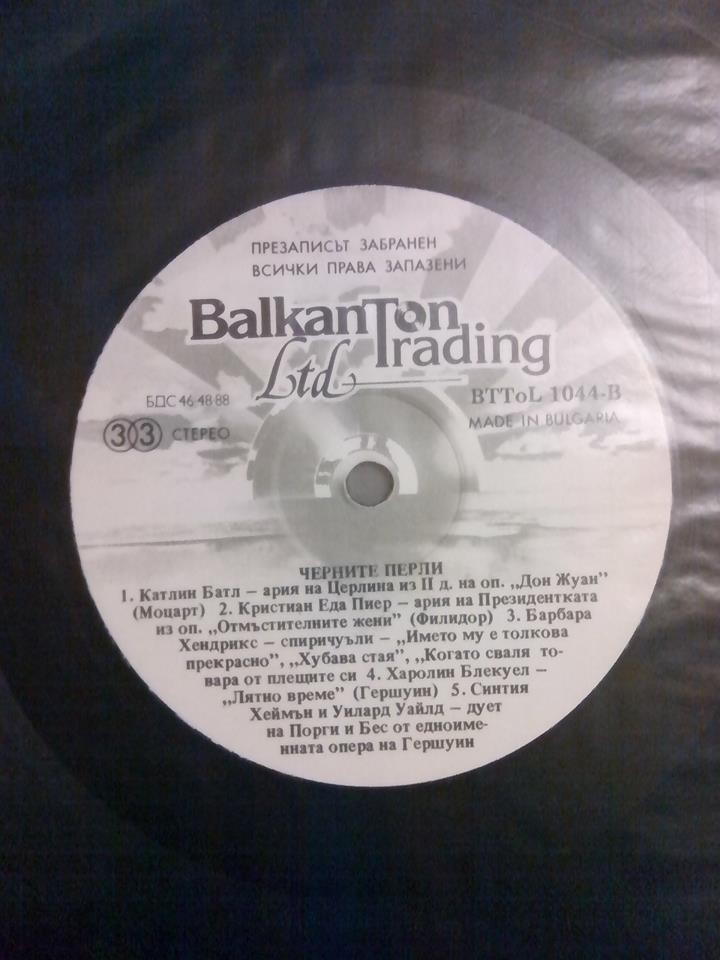 ПРЕЗАПИСЪТ ЗАБРАНЕН
ВСИЧКИ ПРАВА ЗАПАЗЕНИ
BalkanTon
Trading
Ltd
БДС 46.48-88
BTToL 1044-B
33 СТЕРЕО
MADE IN BULGARIA
ЧЕРНИТЕ ПЕРЛИ
1. Катлин Батл – ария на Церлина из II д. на оп. „Дон Жуан”
(Моцарт) 2. Кристиан Еда Пиер – ария на Президентката
из оп. „Отмъстителните жени” (Филидор) 3. Барбара
Хендрикс – спиричуъли – „Името му е толкова
прекрасно”, „Хубава стая”, „Когато сваля то-
вара от плещите си 4. Харолин Блекуел –
„Лятно време” (Гершуин) 5. Синтия
Хеймън и Уилард Уайлд – дует
на Порги и Бес от едноиме-
нната опера на Гершуин